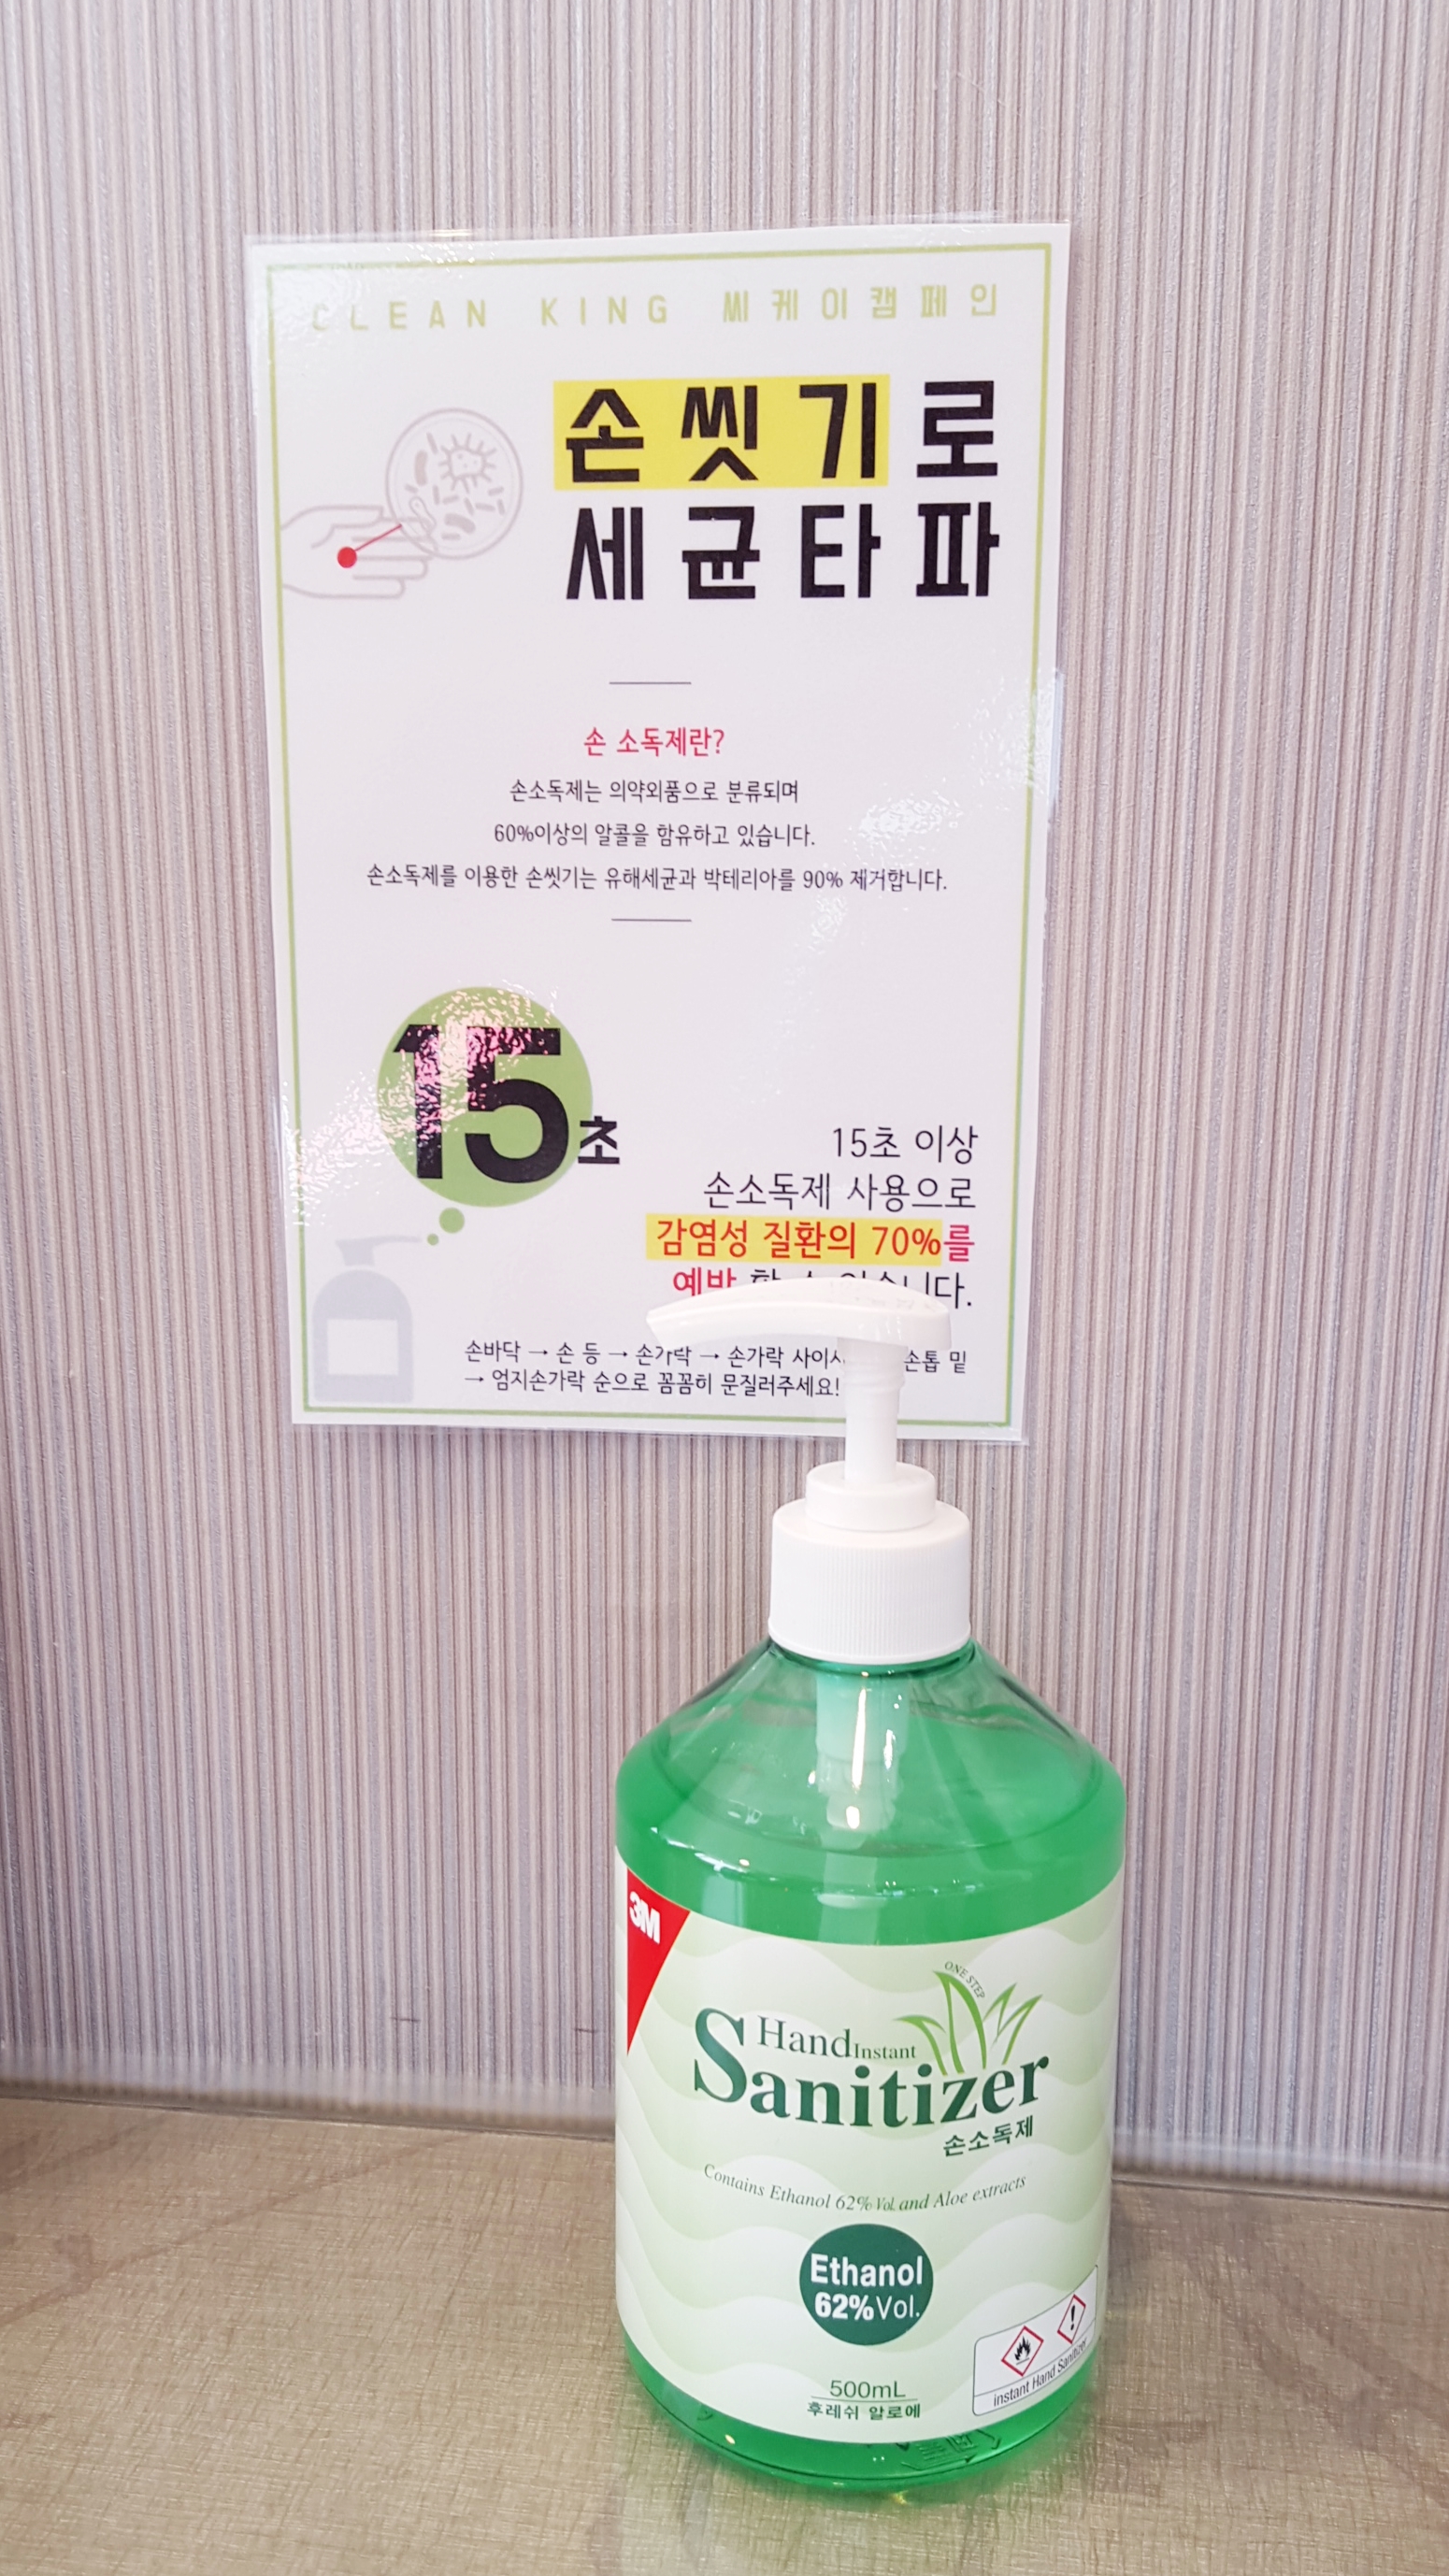 CLEAN KING 씨케이캠페인
손씻기로
세균타파
손 소독제란?
손소독제는 의약외품으로 분류되며
60%이상의 알콜을 함유하고 있습니다.
손소독제를 이용한 손씻기는 유해세균과 박테리아를 90% 제거합니다.
15초
15초 이상
손소독제 사용으로
감염성 질환의 70%를
예방
손바닥 → 손 등 → 손가락 → 손가락 손톱 밑
→ 엄지손가락 순으로 꼼꼼히 문질러주세요!
3M
ONE STEP
Hand Instant
Sanitizer
손소독제
Contains Ethanol 62% Vol. and Aloe extracts
Ethanol
62% Vol.
500mL
후레쉬 알로에
instant Hand Sanitizer